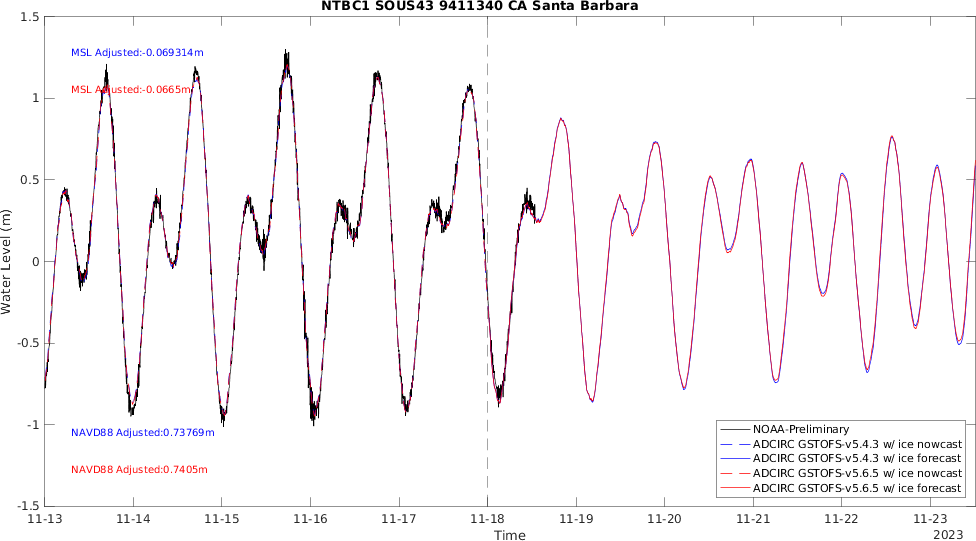 NTBC1 SOUS43 9411340 CA Santa Barbara
1.5
MSL Adjusted:-0.069314m
MSL Adjusted:-0.0665m
1
0.5
0
-0.5
-1
-1.5
Water Level (m)
NAVD88 Adjusted:0.73769m
NAVD88 Adjusted:0.7405m
NOAA-Preliminary
ADCIRC GSTOFS-v5.4.3 w/ ice nowcast
ADCIRC GSTOFS-v5.4.3 w/ ice forecast
ADCIRC GSTOFS-v5.6.5 w/ ice nowcast
ADCIRC GSTOFS-v5.6.5 w/ ice forecast
11-13 11-14 11-15 11-16 11-17 11-18 11-19 11-20 11-21 11-22 11-23
Time
2023